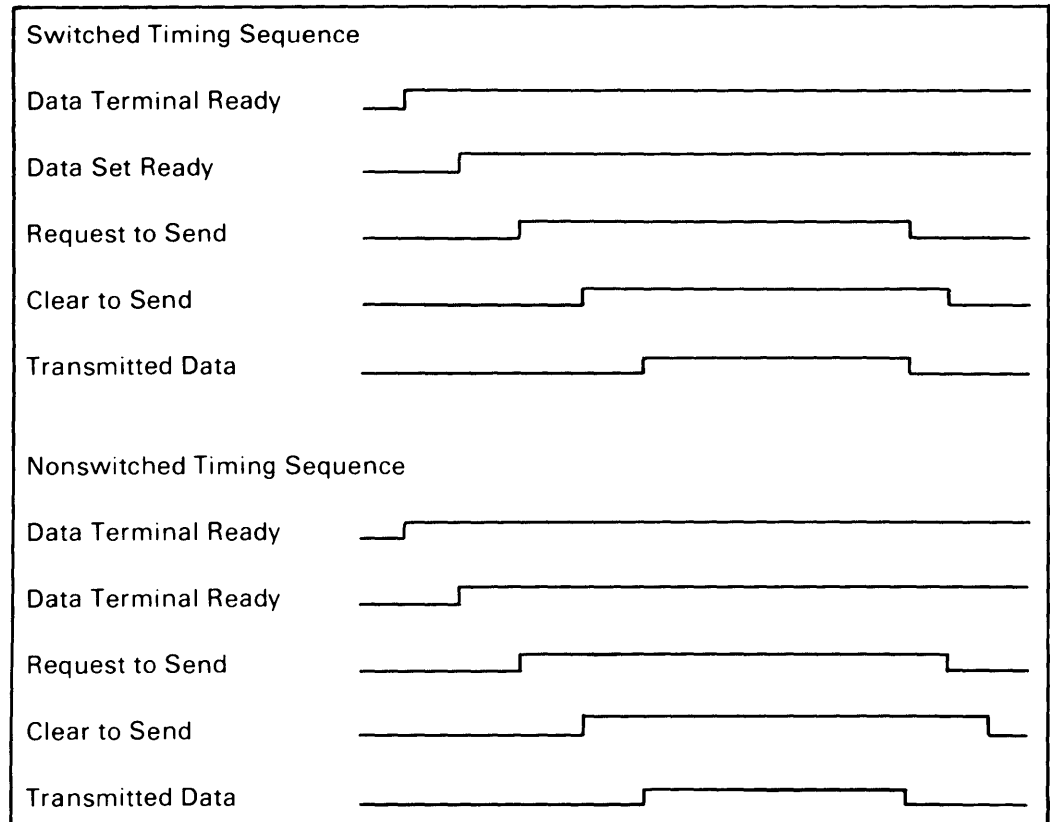 Switched Timing Sequence
Data Terminal Ready
Data Set Ready
Request to Send
Clear to Send
Transmitted Data
Nonswitched Timing Sequence
Data Terminal Ready
Data Terminal Ready
Request to Send
Clear to Send
Transmitted Data